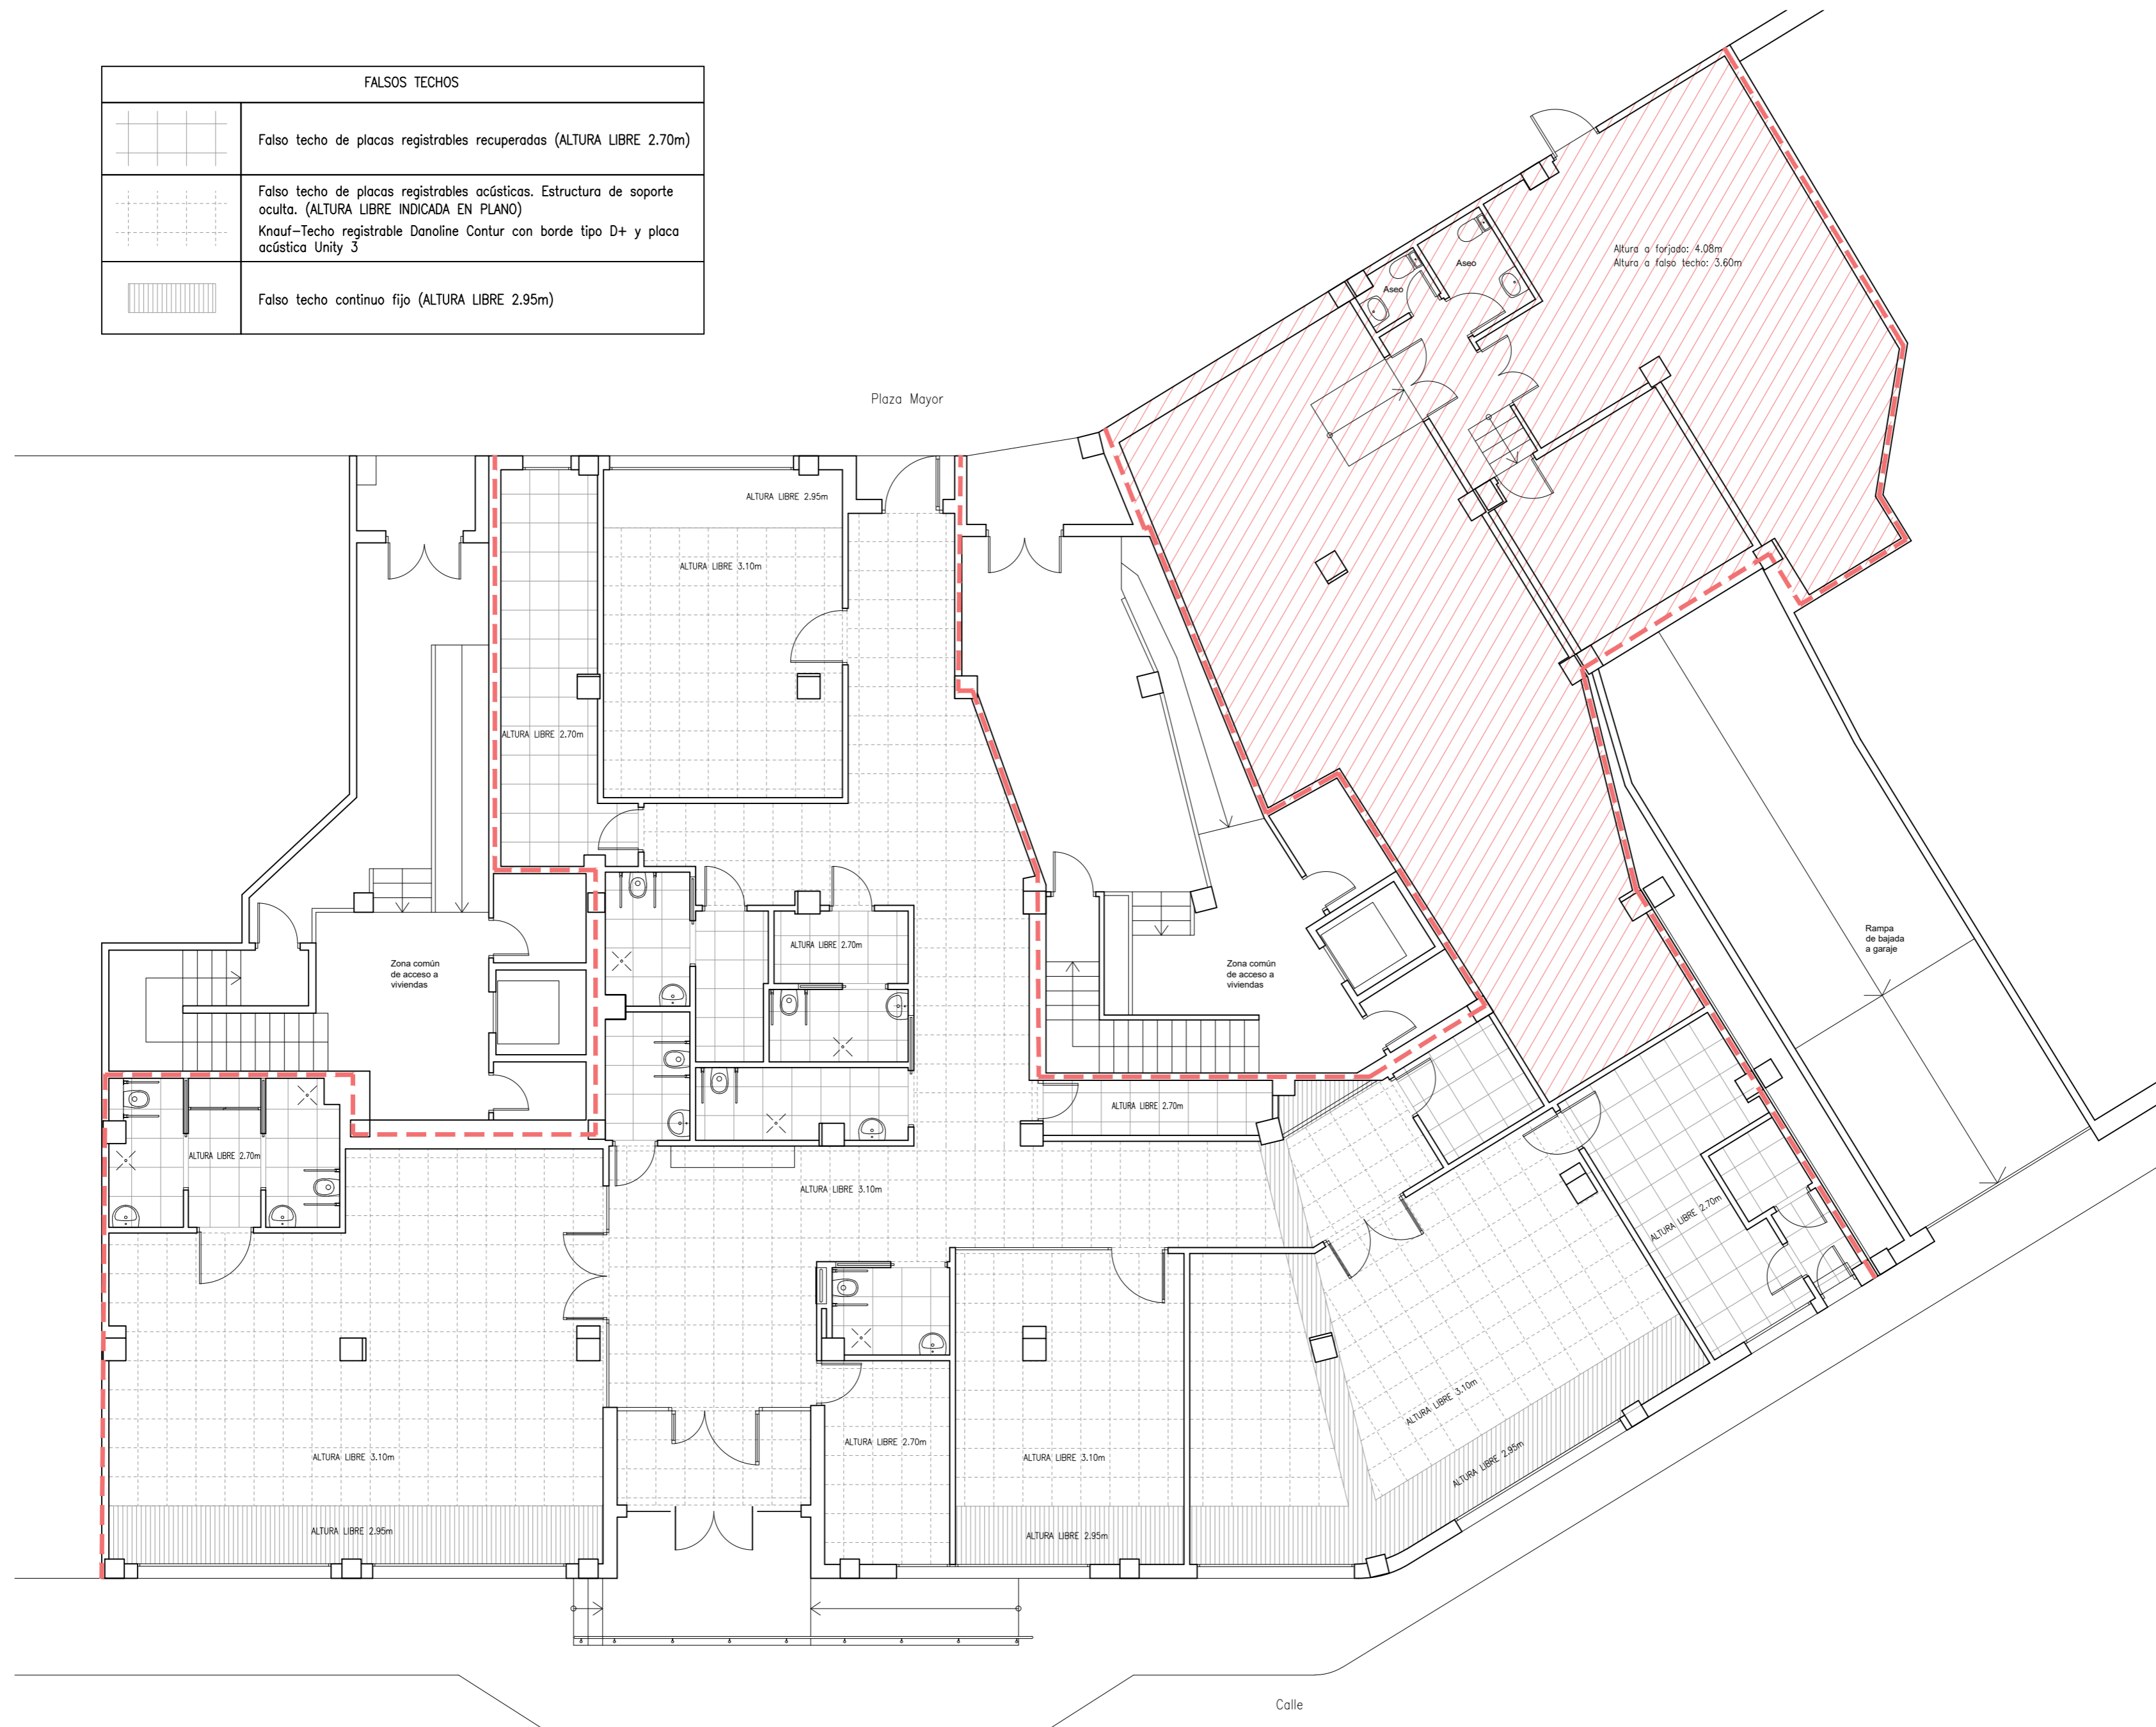 FALSOS TECHOS
Falso techo de placas registrables recuperadas (ALTURA LIBRE 2.70m)
Falso techo de placas registrables acústicas. Estructura de soporte
oculta. (ALTURA LIBRE INDICADA EN PLANO)
Knauf-Techo registrable Danoline Contur con borde tipo D+ y placa
acústica Unity 3
Falso techo continuo fijo (ALTURA LIBRE 2.95m)
Altura a forjado: 4.08m
Altura a falso techo: 3.60m
Aseo
Aseo
Plaza Mayor
ALTURA LIBRE 2.95m
ALTURA LIBRE 3.10m
ALTURA LIBRE 2.70m
ALTURA LIBRE 2.70m
Zona común
de acceso a
viviendas
Zona común
de acceso a
viviendas
Rampa
de bajada
a garaje
ALTURA LIBRE 2.70m
ALTURA LIBRE 2.70m
ALTURA LIBRE 3.10m
ALTURA LIBRE 2.70m
ALTURA LIBRE 3.10m
ALTURA LIBRE 2.70m
ALTURA LIBRE 3.10m
ALTURA LIBRE 3.10m
ALTURA LIBRE 2.95m
ALTURA LIBRE 2.95m
ALTURA LIBRE 2.95m
Calle